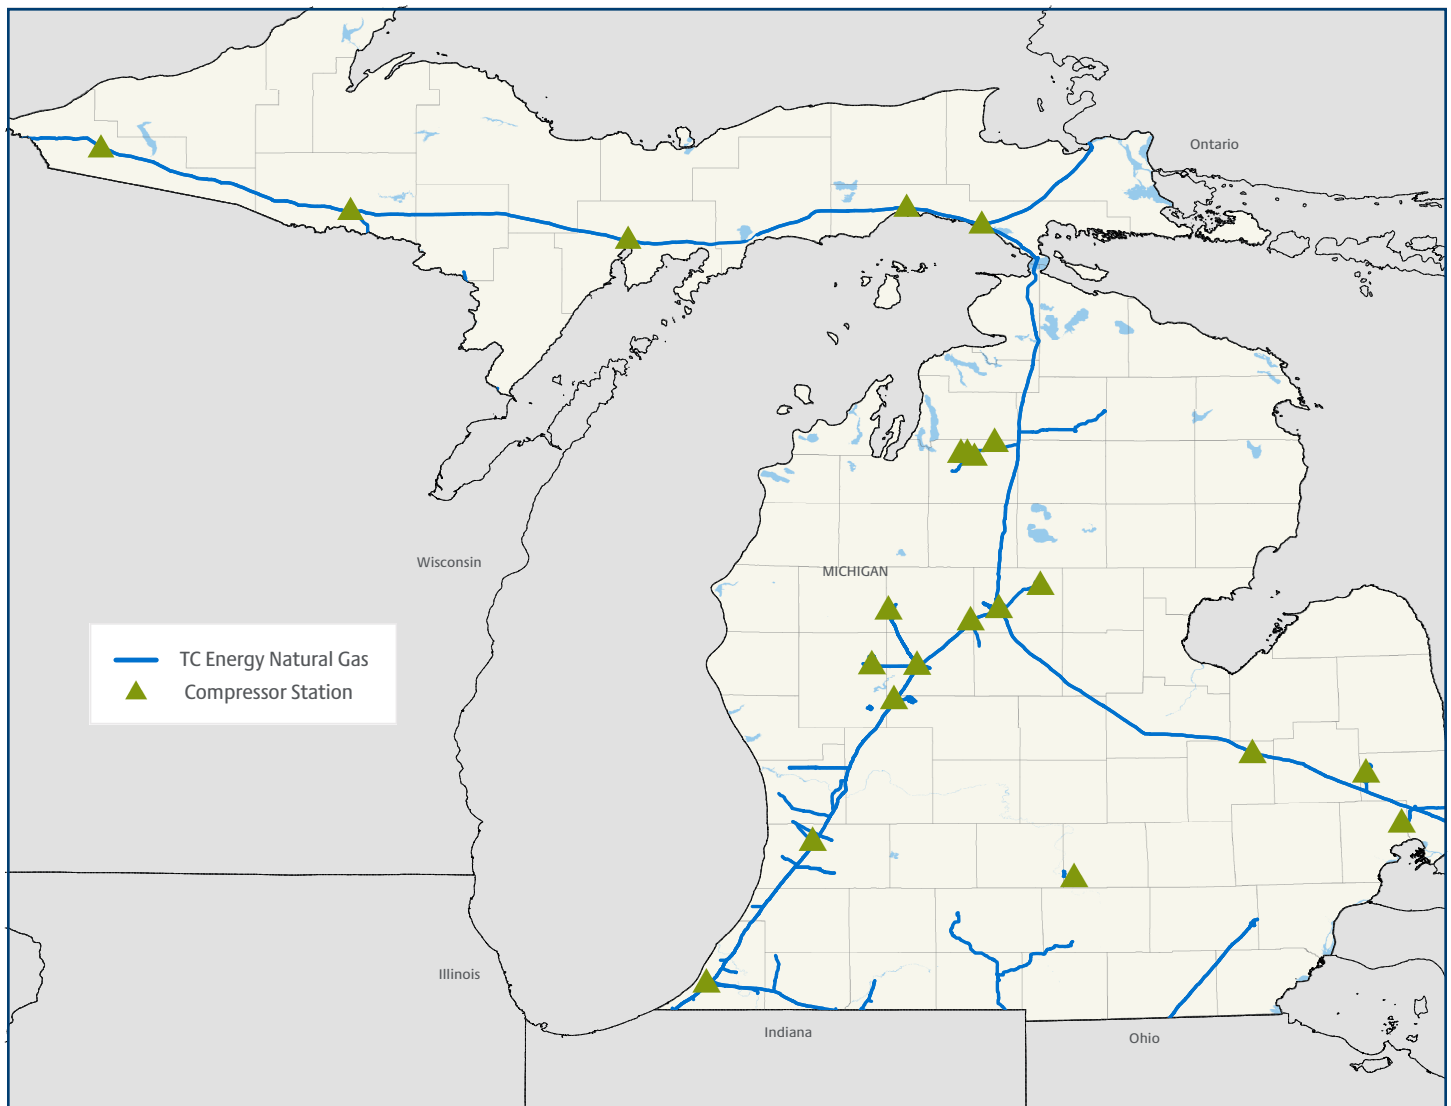 Ontario
Wisconsin
MICHIGAN
TC Energy Natural Gas
Compressor Station
Illinois
Indiana
Ohio